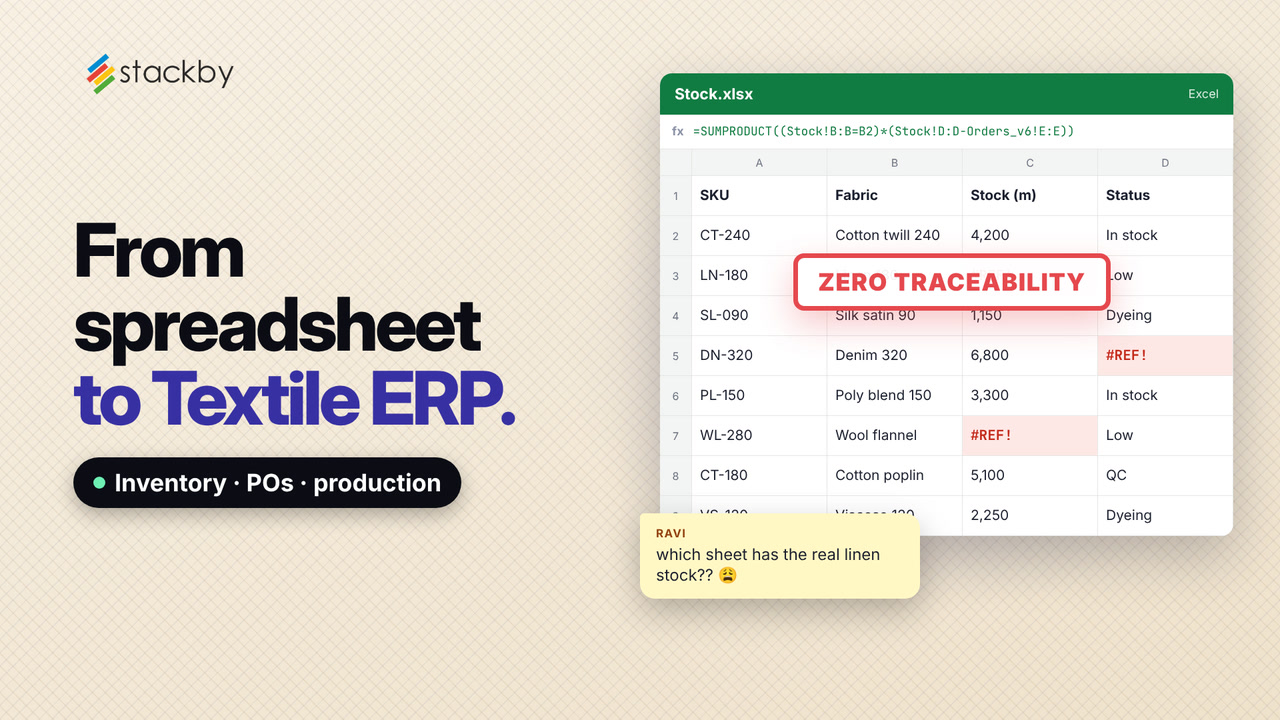 stackby
From
spreadsheet
to Textile ERP.
Inventory · POs · production
Stock.xlsx Excel
fx =SUMPRODUCT((Stock!B:B=B2)*(Stock!D:D-Orders_v6!E:E))
A B C D
1 SKU Fabric Stock (m) Status
2 CT-240 Cotton twill 240 4,200 In stock
3 LN-180 Low
ZERO TRACEABILITY
4 SL-090 Silk satin 90 1,150 Dyeing
5 DN-320 Denim 320 6,800 #REF!
6 PL-150 Poly blend 150 3,300 In stock
7 WL-280 Wool flannel #REF! Low
8 CT-180 Cotton poplin 5,100 QC
2,250 Dyeing
RAVI
which sheet has the real linen
stock?? 😩